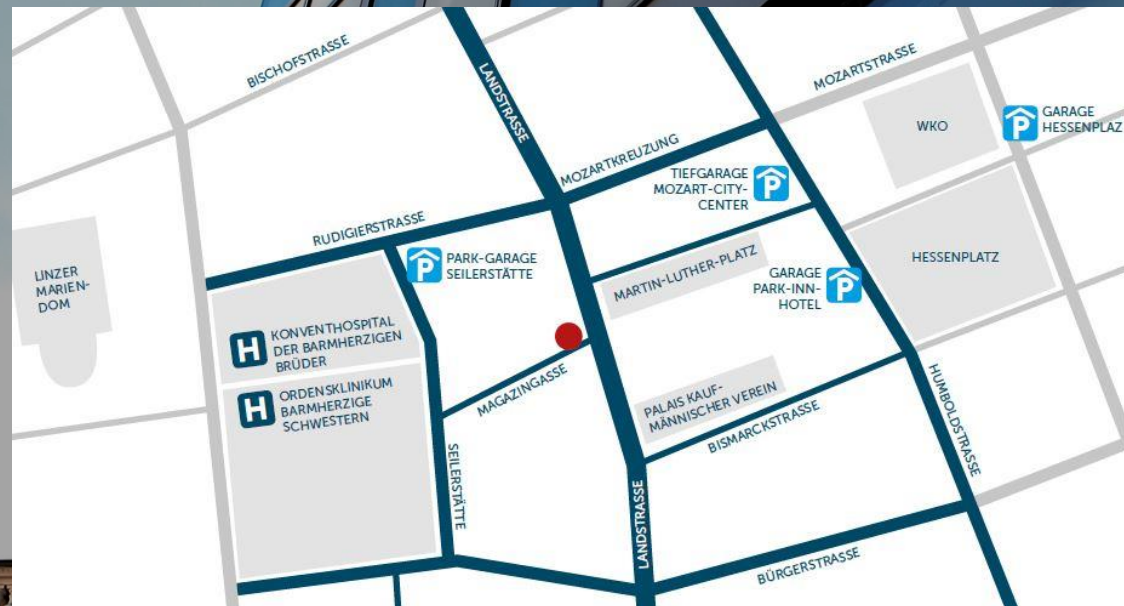 BISCHOFSTRASSE
LANDSTRASSE
MOZARTSTRASSE
WKO
P
GARAGE
HESSENPLAZ
MOZARTKREUZUNG
TIEFGARAGE
MOZART-CITY-
CENTER
P
RUDIGIERSTRASSE
P
PARK-GARAGE
SEILERSTÄTTE
LINZER
MARIEN-
DOM
MARTIN-LUTHER-PLATZ
GARAGE
PARK-INN-
HOTEL
P
HESSENPLATZ
H
KONVENTHOSPITAL
DER BARMHERZIGEN
BRÜDER
H
ORDENSKLINIKUM
BARMHERZIGE
SCHWESTERN
MAGAZINGASSE
PALAIS KAUF-
MÄNNISCHER VEREIN
BISMARCKSTRASSE
HUMBOLDSTRASSE
SEILERSTÄTTE
LANDSTRASSE
BÜRGERSTRASSE